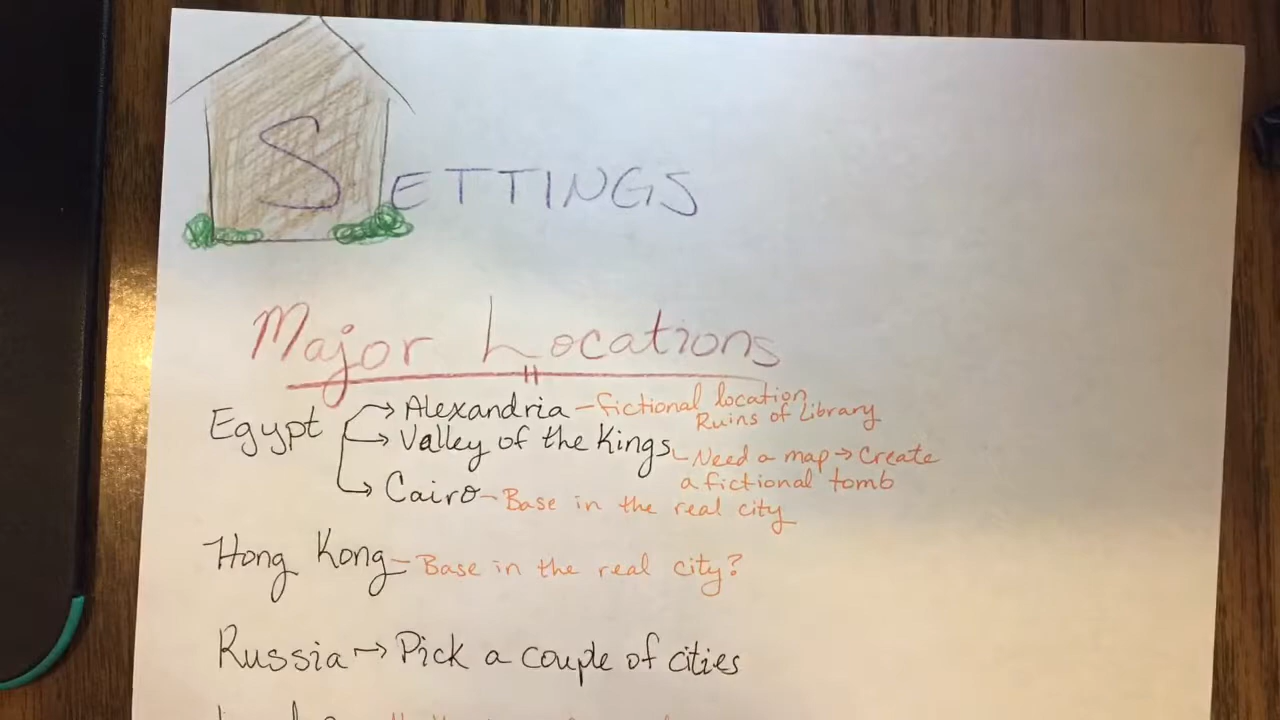 SETTINGS
Major Locations
Egypt → Alexandria – fictional location
Ruins of Library
→ Valley of the Kings – Need a map → Create
a fictional tomb
→ Cairo – Base in the real city
Hong Kong – Base in the real city?
Russia → Pick a couple of cities